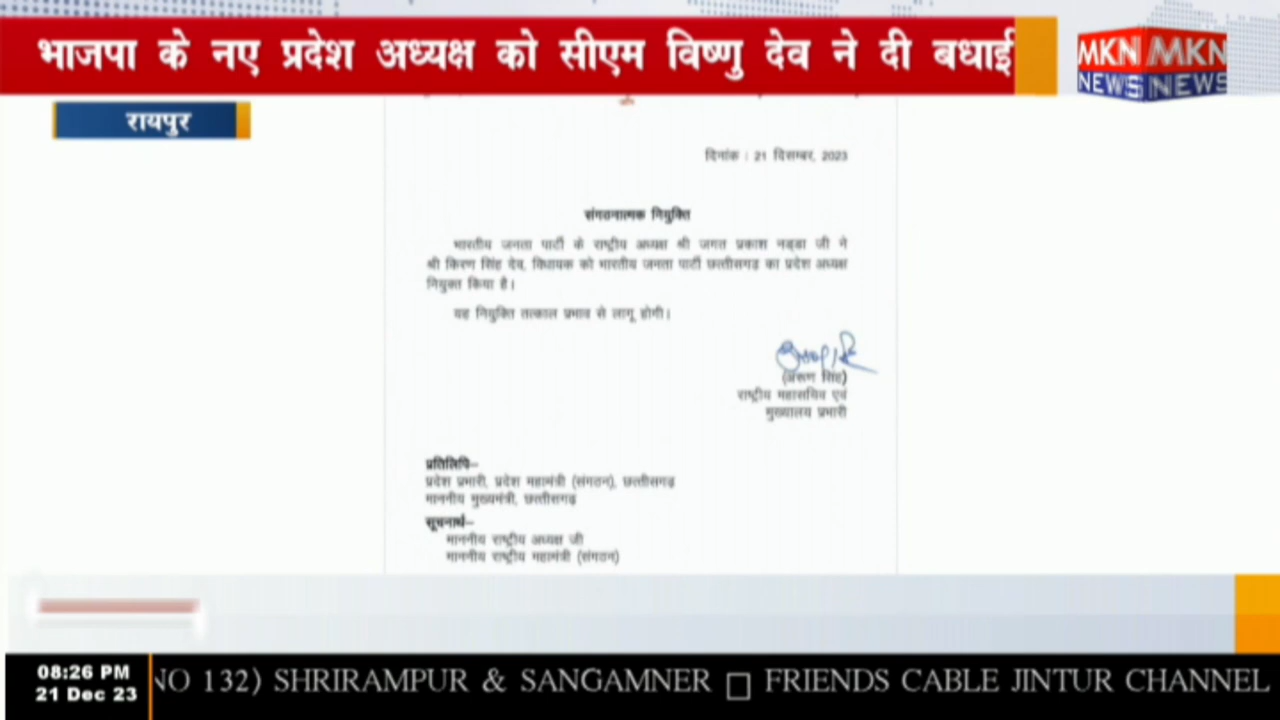 भाजपा के नए प्रदेश अध्यक्ष को सीएम विष्णु देव ने दी बधाई
MKN MKN
NEWS NEWS
रायपुर
दिनांक : 21 दिसम्बर, 2023
संगठनात्मक नियुक्ति
भारतीय जनता पार्टी के राष्ट्रीय अध्यक्ष श्री जगत प्रकाश नड्डा जी ने
श्री किरण सिंह देव, विधायक को भारतीय जनता पार्टी छत्तीसगढ़ का प्रदेश अध्यक्ष
नियुक्त किया है।
यह नियुक्ति तत्काल प्रभाव से लागू होगी।
(अरूण सिंह)
राष्ट्रीय महासचिव एवं
मुख्यालय प्रभारी
प्रतिलिपि–
प्रदेश प्रभारी, प्रदेश महामंत्री (संगठन), छत्तीसगढ़
माननीय मुख्यमंत्री, छत्तीसगढ़
सूचनार्थ–
माननीय राष्ट्रीय अध्यक्ष जी
माननीय राष्ट्रीय महामंत्री (संगठन)
08:26 PM
21 Dec 23
NO 132) SHRIRAMPUR & SANGAMNER □ FRIENDS CABLE JINTUR CHANNEL